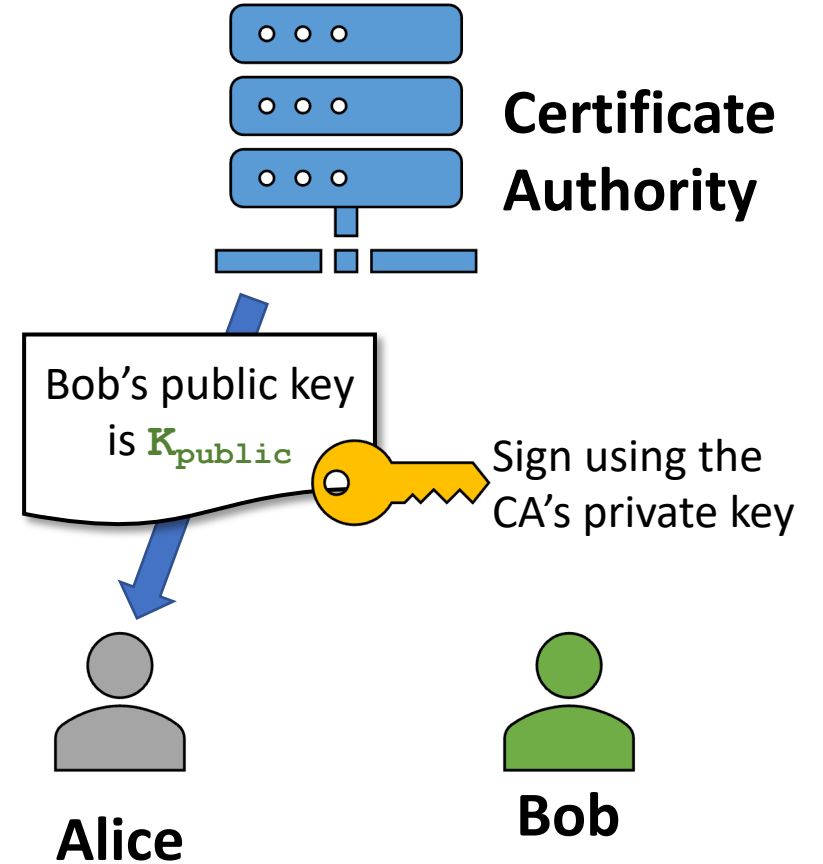 Certificate
Authority
Bob’s public key
is Kpublic
Sign using the
CA’s private key
Bob
Alice